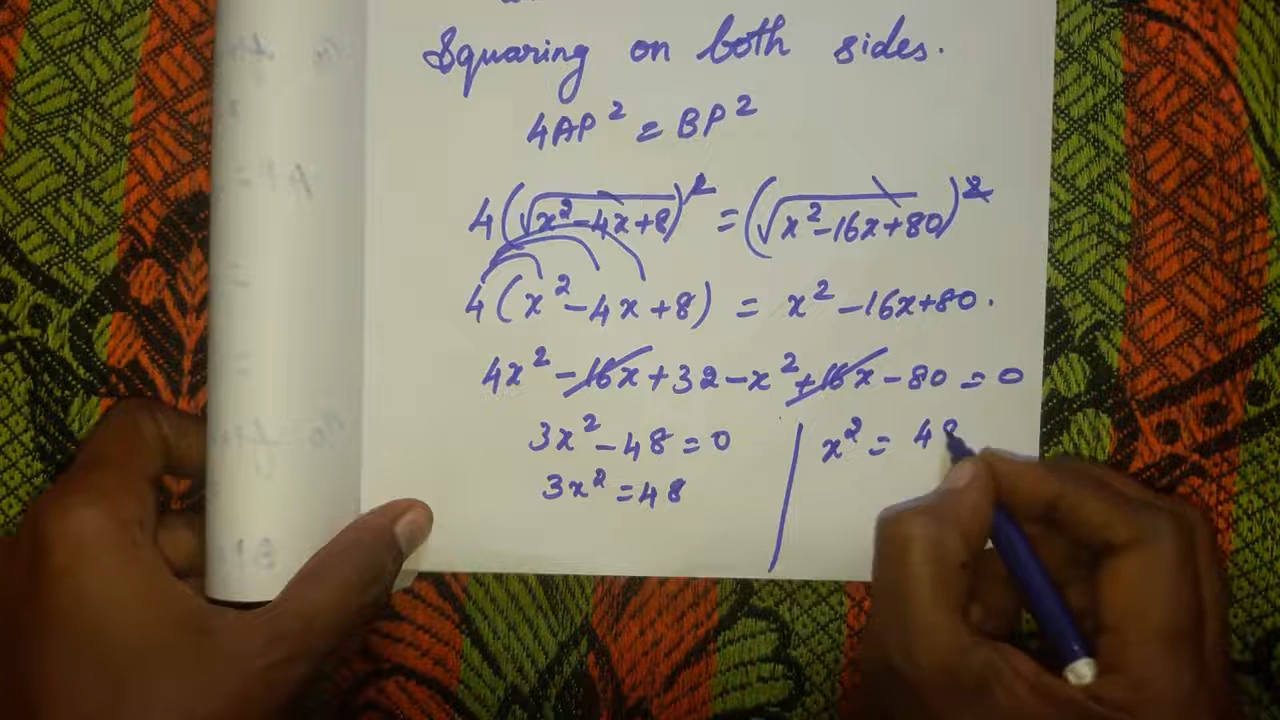 Squaring on both sides.
4AP² = BP²
4(√x²-4x+8)² = (√x²-16x+80)²
4(x²-4x+8) = x²-16x+80.
4x²-16x+32-x²+16x-80=0
3x²-48=0
3x²=48
x² = 48